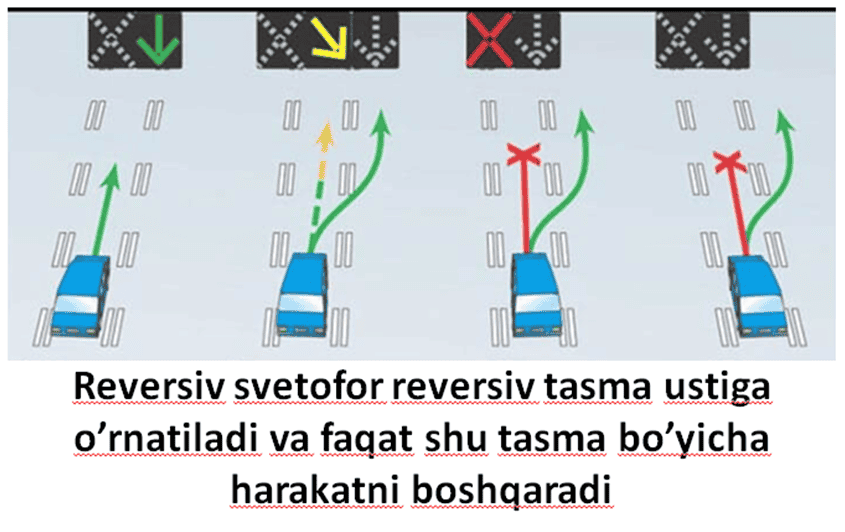 Reversiv svetofor reversiv tasma ustiga
o’rnatiladi va faqat shu tasma bo’yicha
harakatni boshqaradi